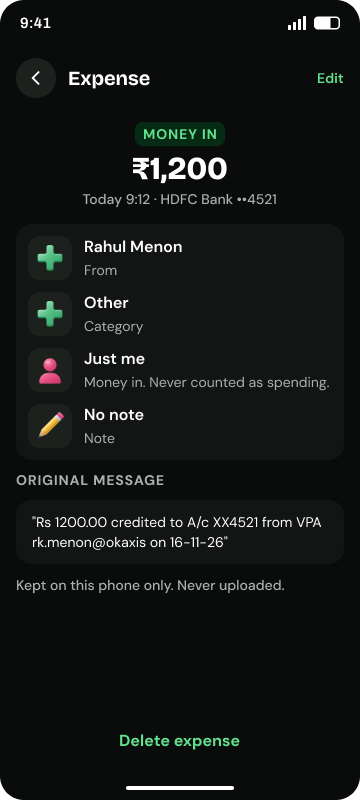 9:41
Expense
Edit
MONEY IN
₹1,200
Today 9:12 · HDFC Bank ••4521
Rahul Menon
From
Other
Category
Just me
Money in. Never counted as spending.
No note
Note
ORIGINAL MESSAGE
"Rs 1200.00 credited to A/c XX4521 from VPA
rk.menon@okaxis on 16-11-26"
Kept on this phone only. Never uploaded.
Delete expense